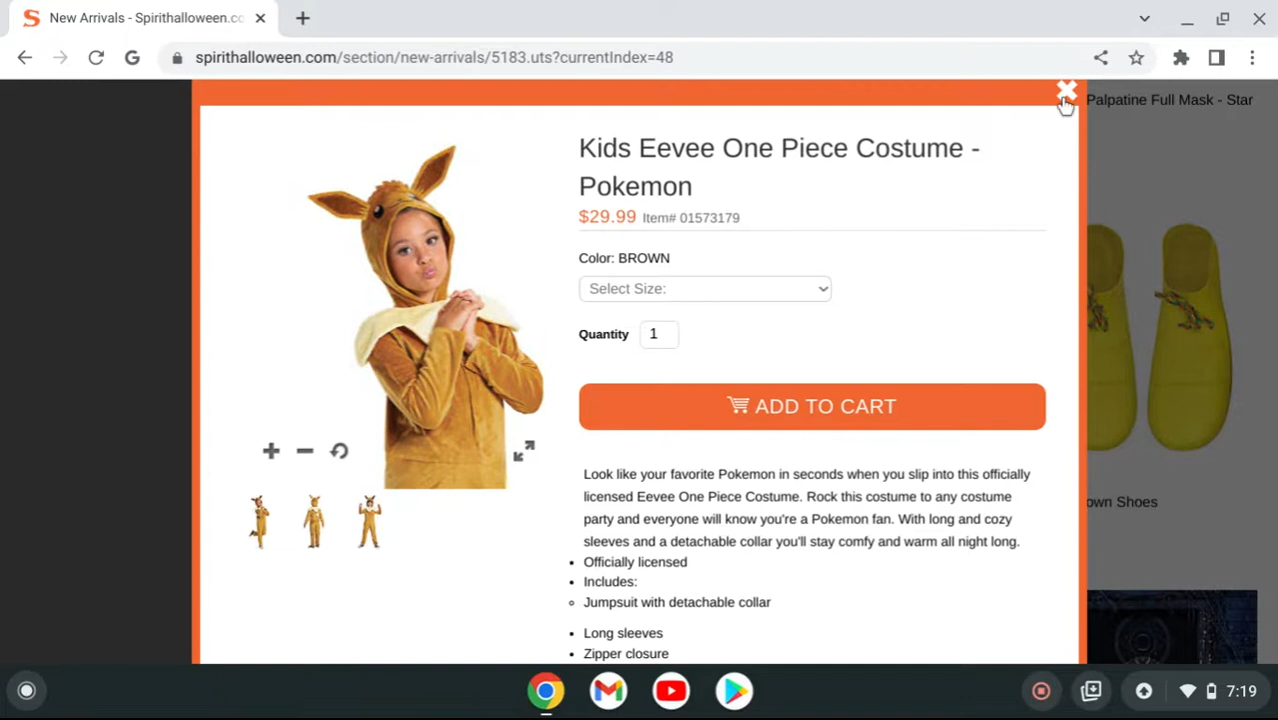 New Arrivals - Spirithalloween.co
spirithalloween.com/section/new-arrivals/5183.uts?currentIndex=48
Palpatine Full Mask - Star
Kids Eevee One Piece Costume -
Pokemon
$29.99 Item# 01573179
Color: BROWN
Select Size:
Quantity 1
ADD TO CART
Look like your favorite Pokemon in seconds when you slip into this officially
licensed Eevee One Piece Costume. Rock this costume to any costume
party and everyone will know you're a Pokemon fan. With long and cozy
sleeves and a detachable collar you'll stay comfy and warm all night long.
own Shoes
Officially licensed
Includes:
Jumpsuit with detachable collar
Long sleeves
Zipper closure
7:19